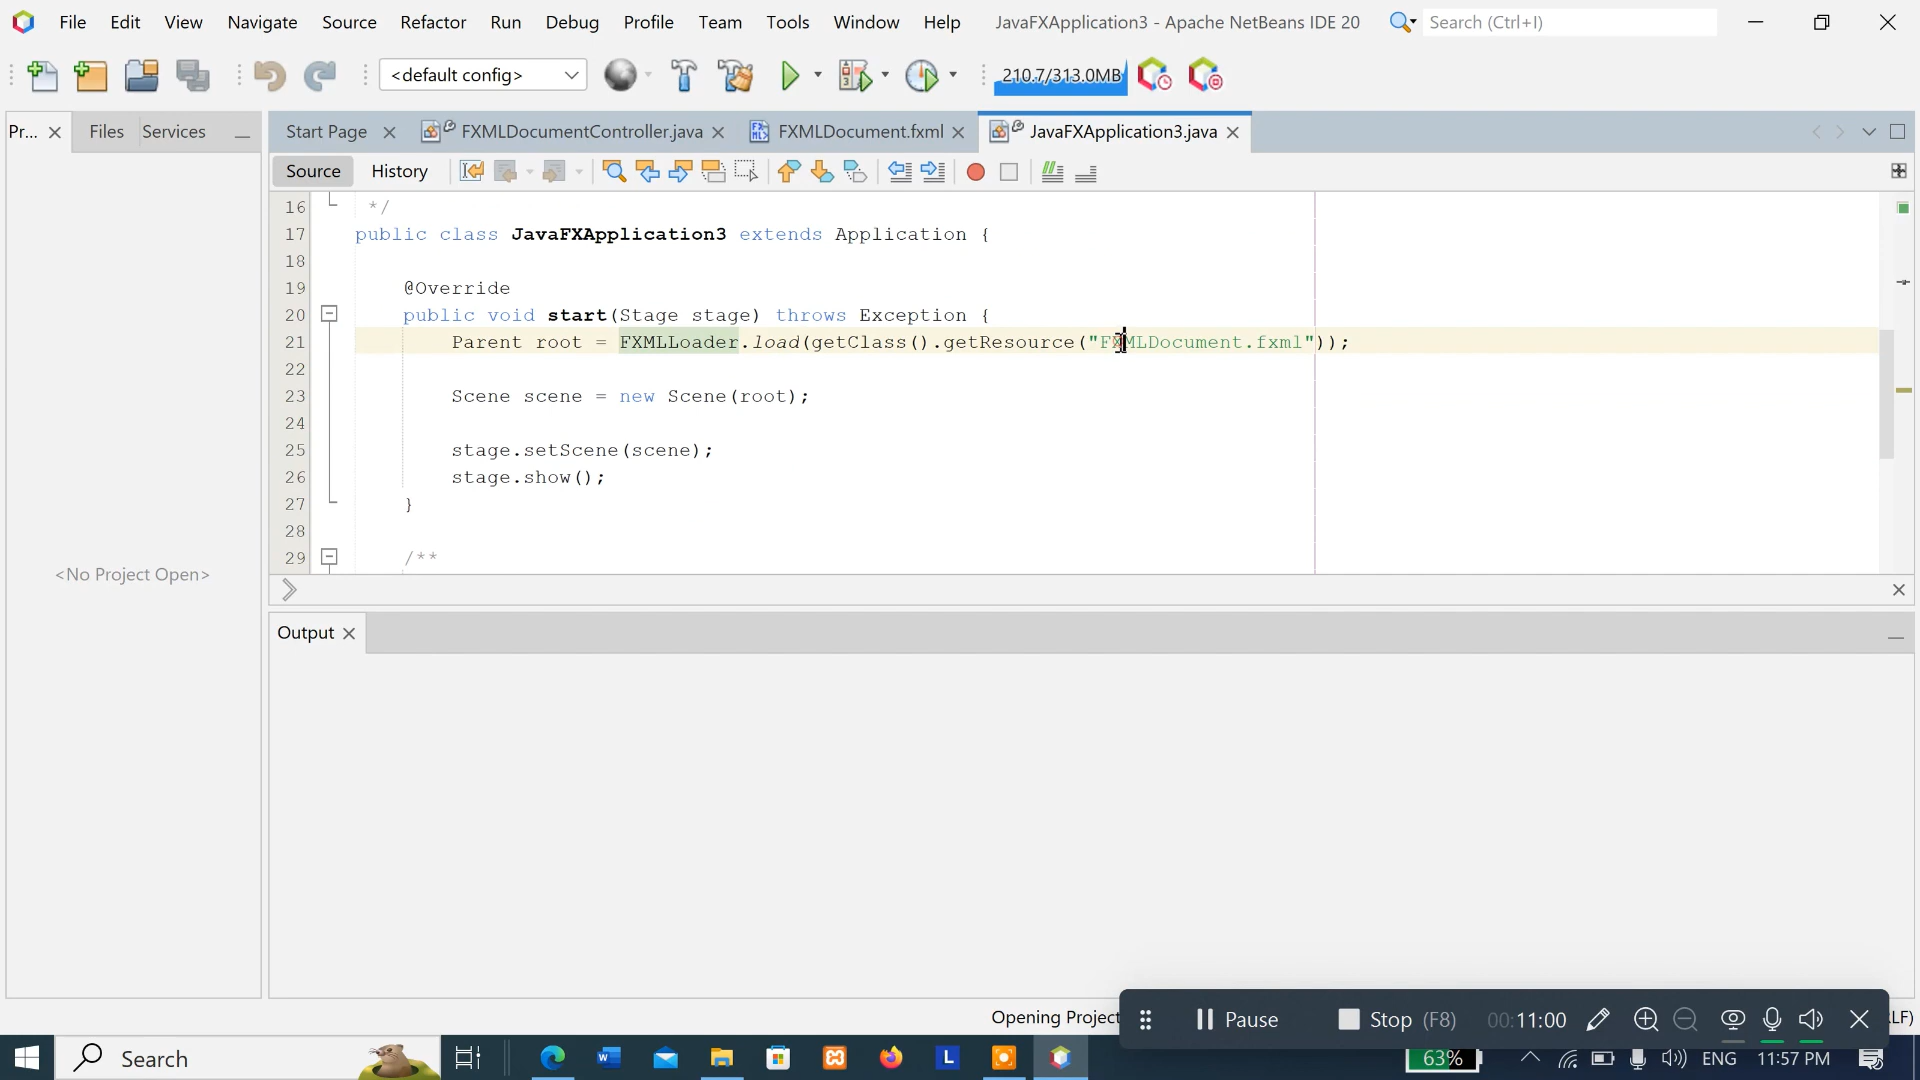 File Edit View Navigate Source Refactor Run Debug Profile Team Tools Window Help JavaFXApplication3 - Apache NetBeans IDE 20 Search (Ctrl+I)
<default config> 210.7/313.0MB
Pr... Files Services Start Page FXMLDocumentController.java FXMLDocument.fxml JavaFXApplication3.java
Source History
16 */
17 public class JavaFXApplication3 extends Application {
18
19 @Override
20 public void start(Stage stage) throws Exception {
21 Parent root = FXMLLoader.load(getClass().getResource("FXMLDocument.fxml"));
22
23 Scene scene = new Scene(root);
24
25 stage.setScene(scene);
26 stage.show();
27 }
28
29 /**
<No Project Open>
Output
Opening Project
Pause Stop (F8) 00:11:00 LF)
Search 63% ENG 11:57 PM